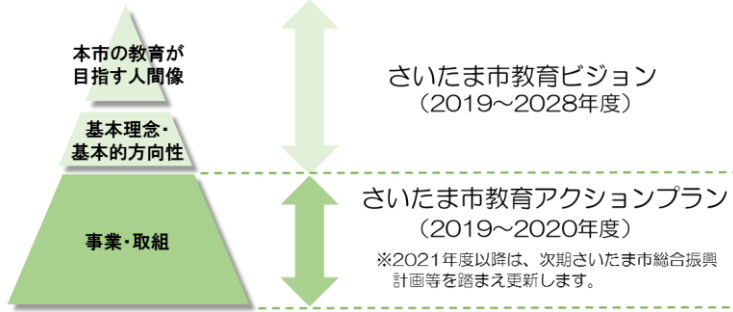 本市の教育が
目指す人間像
基本理念・
基本的方向性
事業・取組
さいたま市教育ビジョン
（2019～2028年度）
さいたま市教育アクションプラン
（2019～2020年度）
※2021年度以降は、次期さいたま市総合振興
計画等を踏まえ更新します。